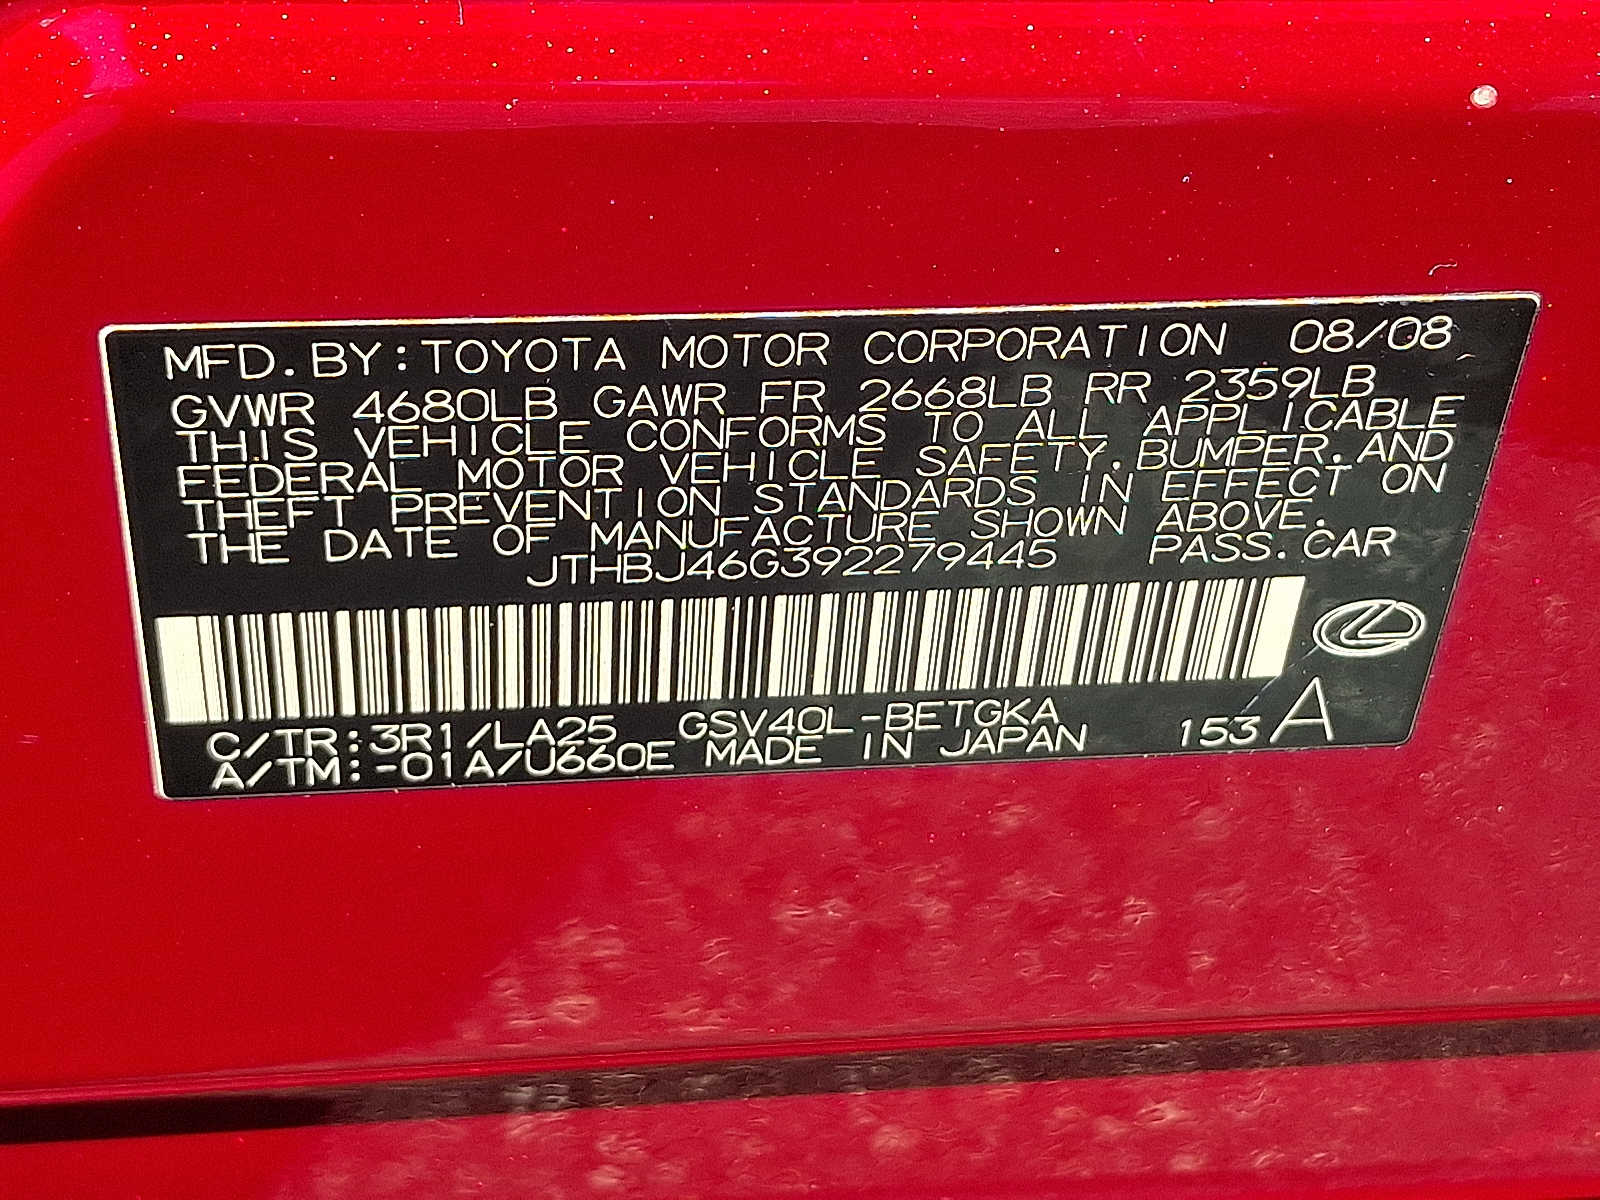 MFD. BY: TOYOTA MOTOR CORPORATION 08/08
GVWR 4680LB GAWR FR 2668LB RR 2359LB
THIS VEHICLE CONFORMS TO ALL APPLICABLE
FEDERAL MOTOR VEHICLE SAFETY. BUMPER. AND
THEFT PREVENTION STANDARDS IN EFFECT ON
THE DATE OF MANUFACTURE SHOWN ABOVE.
JTHBJ46G392279445 PASS. CAR
C/TR:3R1/LA25 GSV40L-BETGKA
A/TM:-01A/U660E MADE IN JAPAN 153 A